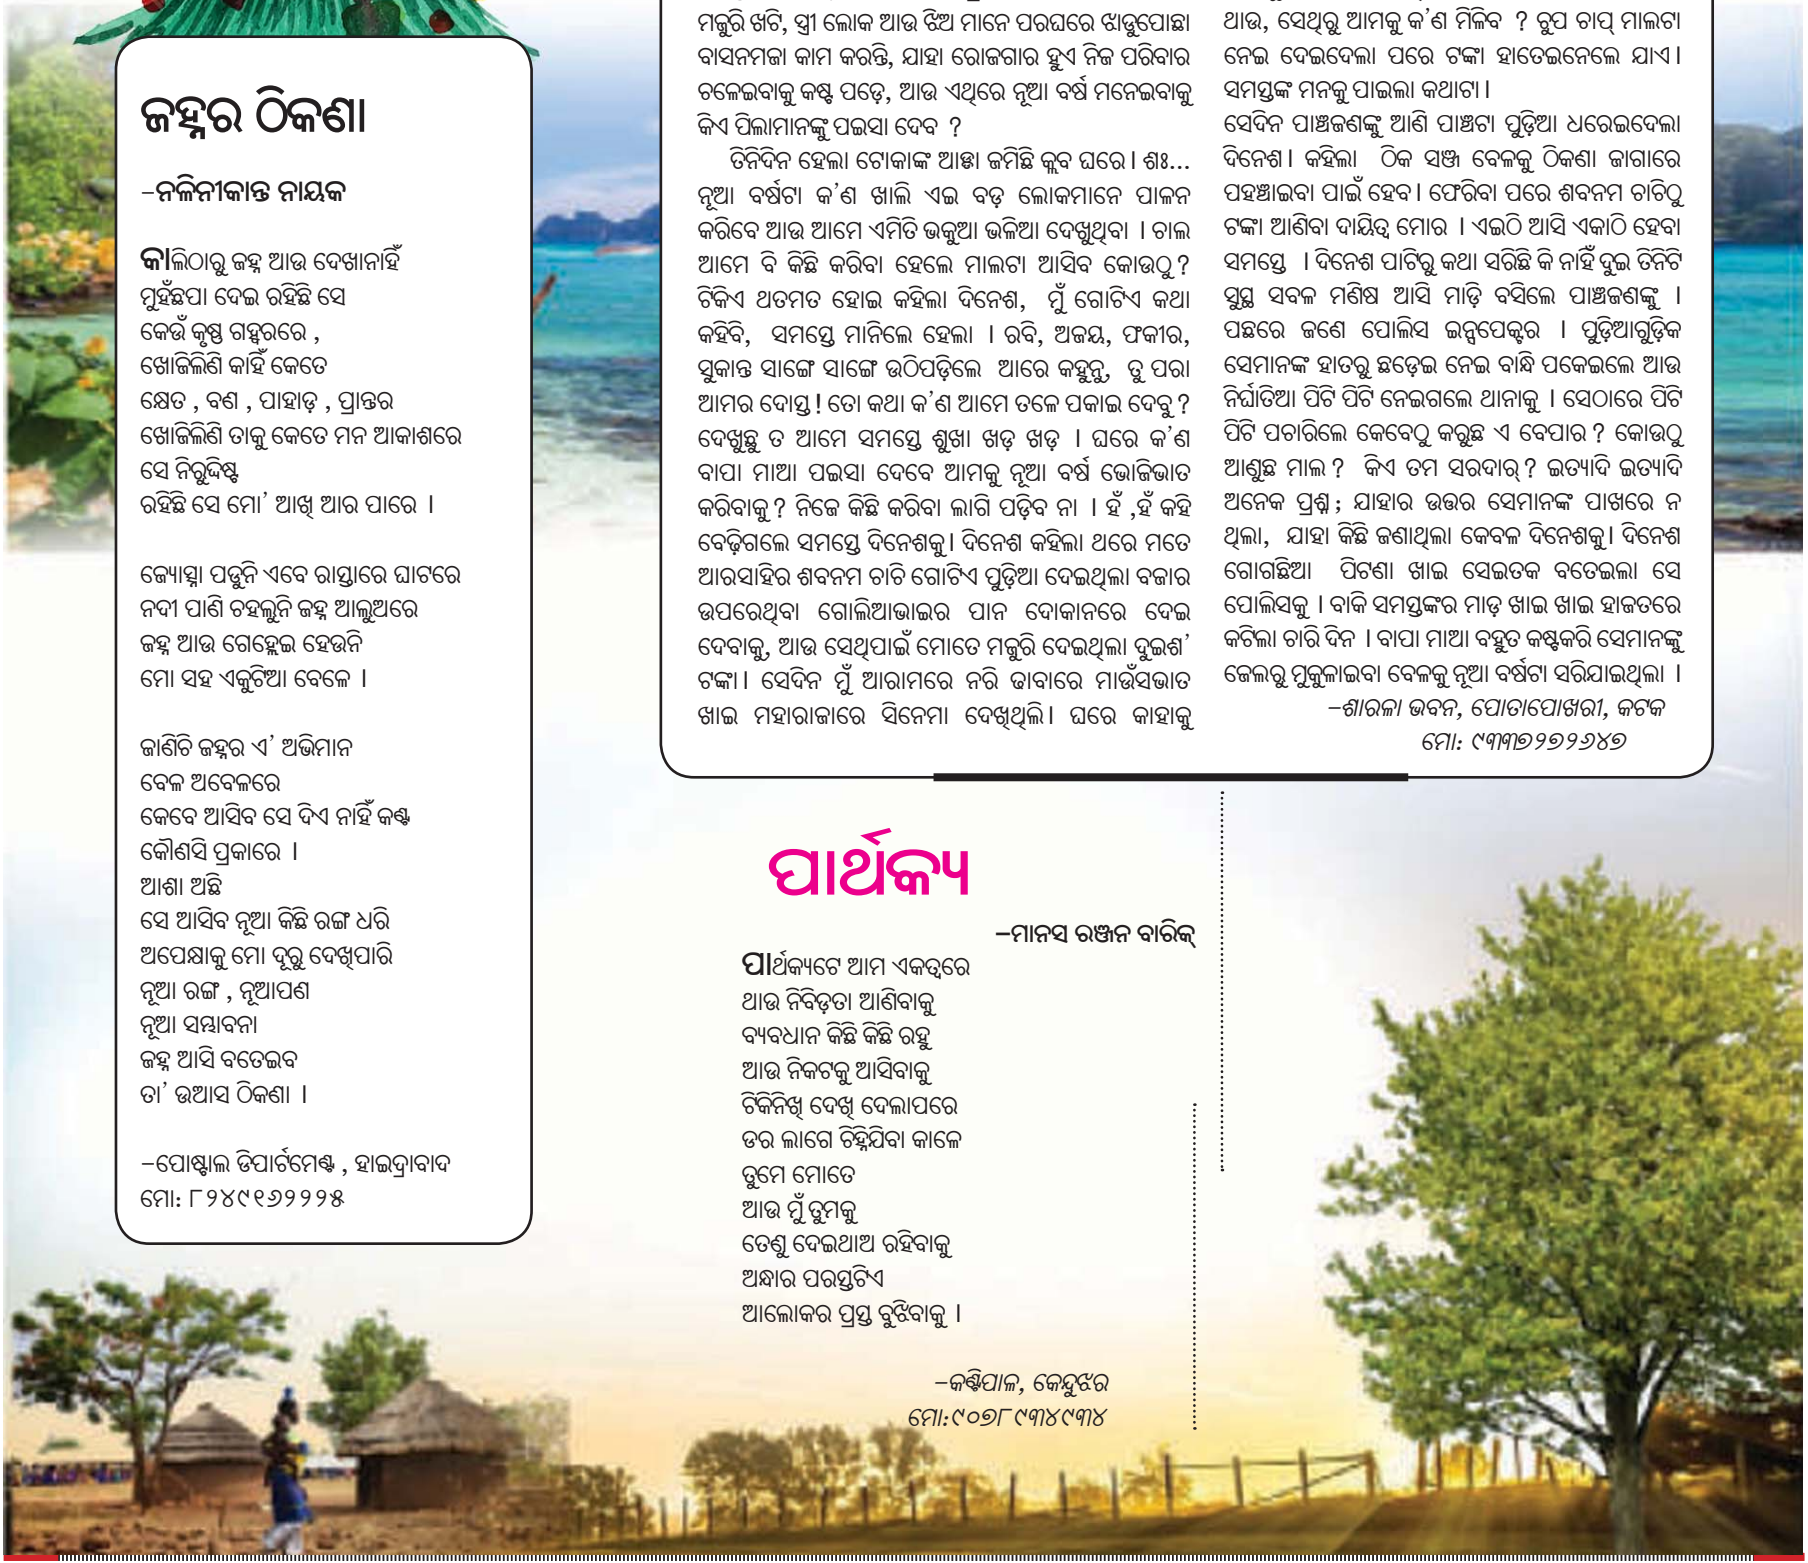 ଜହ୍ନର ଠିକଣା
–ନଳିନୀକାନ୍ତ ନାୟକ
କାଲିଠାରୁ ଜହ୍ନ ଆଉ ଦେଖାନାହିଁ
ମୁହଁଛପା ଦେଇ ରହିଛି ସେ
କେଉଁ କୃଷ୍ଣ ଗହ୍ୱରରେ ,
ଖୋଜିଲିଣି କାହିଁ କେତେ
କ୍ଷେତ , ବଣ , ପାହାଡ଼ , ପ୍ରାନ୍ତର
ଖୋଜିଲିଣି ତାକୁ କେତେ ମନ ଆକାଶରେ
ସେ ନିରୁଦ୍ଦିଷ୍ଟ
ରହିଛି ସେ ମୋ’ ଆଖି ଆର ପାରେ ।
ଜ୍ୟୋତ୍ସ୍ନା ପଡୁନି ଏବେ ରାସ୍ତାରେ ଘାଟରେ
ନଦୀ ପାଣି ଚହଲୁନି ଜହ୍ନ ଆଲୁଅରେ
ଜହ୍ନ ଆଉ ଗେହ୍ଲେଇ ହେଉନି
ମୋ ସହ ଏକୁଟିଆ ବେଳେ ।
ଜାଣିଚି ଜହ୍ନର ଏ’ ଅଭିମାନ
ବେଳ ଅବେଳରେ
କେବେ ଆସିବ ସେ ଦିଏ ନାହିଁ କଣ୍ଟ
କୌଣସି ପ୍ରକାରେ ।
ଆଶା ଅଛି
ସେ ଆସିବ ନୂଆ କିଛି ରଙ୍ଗ ଧରି
ଅପେକ୍ଷାକୁ ମୋ ଦୂରୁ ଦେଖିପାରି
ନୂଆ ରଙ୍ଗ , ନୂଆପଣ
ନୂଆ ସମ୍ଭାବନା
ଜହ୍ନ ଆସି ବତେଇବ
ତା’ ଉଆସ ଠିକଣା ।
–ପୋଷ୍ଟାଲ ଡିପାର୍ଟମେଣ୍ଟ , ହାଇଦ୍ରାବାଦ
ମୋ: ୮୨୪୯୧୬୨୨୨୫
ମଜୁରି ଖଟି, ସ୍ତ୍ରୀ ଲୋକ ଆଉ ଝିଅ ମାନେ ପରଘରେ ଝାଡୁପୋଛା
ବାସନମଜା କାମ କରନ୍ତି, ଯାହା ରୋଜଗାର ହୁଏ ନିଜ ପରିବାର
ଚଳେଇବାକୁ କଷ୍ଟ ପଡ଼େ, ଆଉ ଏଥିରେ ନୂଆ ବର୍ଷ ମନେଇବାକୁ
କିଏ ପିଲାମାନଙ୍କୁ ପଇସା ଦେବ ?
ତିନିଦିନ ହେଲା ଟୋକାଙ୍କ ଆଡ୍ଡା ଜମିଛି କ୍ଲବ ଘରେ। ଶଃ...
ନୂଆ ବର୍ଷଟା କ’ଣ ଖାଲି ଏଇ ବଡ଼ ଲୋକମାନେ ପାଳନ
କରିବେ ଆଉ ଆମେ ଏମିତି ଭକୁଆ ଭଳିଆ ଦେଖୁଥିବା । ଚାଲ
ଆମେ ବି କିଛି କରିବା ହେଲେ ମାଲଟା ଆସିବ କୋଉଠୁ?
ଟିକିଏ ଥତମତ ହୋଇ କହିଲା ଦିନେଶ, ମୁଁ ଗୋଟିଏ କଥା
କହିବି, ସମସ୍ତେ ମାନିଲେ ହେଲା । ରବି, ଅଜୟ, ଫକୀର,
ସୁକାନ୍ତ ସାଙ୍ଗେ ସାଙ୍ଗେ ଉଠିପଡ଼ିଲେ ଆରେ କହୁନୁ, ତୁ ପରା
ଆମର ଦୋସ୍ତ! ତୋ କଥା କ’ଣ ଆମେ ତଳେ ପକାଇ ଦେବୁ?
ଦେଖୁଛୁ ତ ଆମେ ସମସ୍ତେ ଶୁଖା ଖଡ଼ ଖଡ଼ । ଘରେ କ’ଣ
ବାପା ମାଆ ପଇସା ଦେବେ ଆମକୁ ନୂଆ ବର୍ଷ ଭୋଜିଭାତ
କରିବାକୁ? ନିଜେ କିଛି କରିବା ଲାଗି ପଡ଼ିବ ନା । ହଁ ,ହଁ କହି
ବେଢ଼ିଗଲେ ସମସ୍ତେ ଦିନେଶକୁ। ଦିନେଶ କହିଲା ଥରେ ମତେ
ଆରସାହିର ଶବନମ ଚାଚି ଗୋଟିଏ ପୁଡ଼ିଆ ଦେଇଥିଲା ବଜାର
ଉପରେଥିବା ଗୋଲିଆଭାଇର ପାନ ଦୋକାନରେ ଦେଇ
ଦେବାକୁ, ଆଉ ସେଥିପାଇଁ ମୋତେ ମଜୁରି ଦେଇଥିଲା ଦୁଇଶ’
ଟଙ୍କା। ସେଦିନ ମୁଁ ଆରାମରେ ନରି ଢାବାରେ ମାଉଁସଭାତ
ଖାଇ ମହାରାଜାରେ ସିନେମା ଦେଖିଥିଲି। ଘରେ କାହାକୁ
ଥାଉ, ସେଥିରୁ ଆମକୁ କ’ଣ ମିଳିବ ? ଚୁପ ଚାପ୍ ମାଲଟା
ନେଇ ଦେଇଦେଲା ପରେ ଟଙ୍କା ହାତେଇନେଲେ ଯାଏ।
ସମସ୍ତଙ୍କ ମନକୁ ପାଇଲା କଥାଟା।
ସେଦିନ ପାଞ୍ଚଜଣଙ୍କୁ ଆଣି ପାଞ୍ଚଟା ପୁଡ଼ିଆ ଧରେଇଦେଲା
ଦିନେଶ। କହିଲା ଠିକ ସଞ୍ଜ ବେଳକୁ ଠିକଣା ଜାଗାରେ
ପହଞ୍ଚାଇବା ପାଇଁ ହେବ। ଫେରିବା ପରେ ଶବନମ ଚାଚିଠୁ
ଟଙ୍କା ଆଣିବା ଦାୟିତ୍ୱ ମୋର । ଏଇଠି ଆସି ଏକାଠି ହେବା
ସମସ୍ତେ । ଦିନେଶ ପାଟିରୁ କଥା ସରିଛି କି ନାହିଁ ଦୁଇ ତିନିଟି
ସୁସ୍ଥ ସବଳ ମଣିଷ ଆସି ମାଡ଼ି ବସିଲେ ପାଞ୍ଚଜଣଙ୍କୁ ।
ପଛରେ ଜଣେ ପୋଲିସ ଇନ୍ସପେକ୍ଟର । ପୁଡ଼ିଆଗୁଡ଼ିକ
ସେମାନଙ୍କ ହାତରୁ ଛଡ଼େଇ ନେଇ ବାନ୍ଧି ପକେଇଲେ ଆଉ
ନିର୍ଘାତିଆ ପିଟି ପିଟି ନେଇଗଲେ ଥାନାକୁ । ସେଠାରେ ପିଟି
ପିଟି ପଚାରିଲେ କେବେଠୁ କରୁଛ ଏ ବେପାର? କୋଉଠୁ
ଆଣୁଛ ମାଲ? କିଏ ତମ ସରଦାର୍? ଇତ୍ୟାଦି ଇତ୍ୟାଦି
ଅନେକ ପ୍ରଶ୍ନ; ଯାହାର ଉତ୍ତର ସେମାନଙ୍କ ପାଖରେ ନ
ଥିଲା, ଯାହା କିଛି ଜଣାଥିଲା କେବଳ ଦିନେଶକୁ। ଦିନେଶ
ଗୋଗଛିଆ ପିଟଣା ଖାଇ ସେଇତକ ବତେଇଲା ସେ
ପୋଲିସକୁ । ବାକି ସମସ୍ତଙ୍କର ମାଡ଼ ଖାଇ ଖାଇ ହାଜତରେ
କଟିଲା ଚାରି ଦିନ । ବାପା ମାଆ ବହୁତ କଷ୍ଟକରି ସେମାନଙ୍କୁ
ଜେଲରୁ ମୁକୁଳାଇବା ବେଳକୁ ନୂଆ ବର୍ଷଟା ସରିଯାଇଥିଲା ।
–ଶାରଳା ଭବନ, ପୋତାପୋଖରୀ, କଟକ
ମୋ: ୯୩୩୭୨୭୨୬୪୭
ପାର୍ଥକ୍ୟ
–ମାନସ ରଞ୍ଜନ ବାରିକ୍
ପାର୍ଥକ୍ୟଟେ ଆମ ଏକତ୍ୱରେ
ଥାଉ ନିବିଡ଼ତା ଆଣିବାକୁ
ବ୍ୟବଧାନ କିଛି କିଛି ରହୁ
ଆଉ ନିକଟକୁ ଆସିବାକୁ
ଟିକିନିଖି ଦେଖି ଦେଲାପରେ
ଡର ଲାଗେ ଚିହ୍ନିଯିବା କାଳେ
ତୁମେ ମୋତେ
ଆଉ ମୁଁ ତୁମକୁ
ତେଣୁ ଦେଇଥାଅ ରହିବାକୁ
ଅନ୍ଧାର ପରସ୍ତଟିଏ
ଆଲୋକର ପ୍ରସ୍ତ ବୁଝିବାକୁ ।
–କଣ୍ଟିପାଳ, କେନ୍ଦୁଝର
ମୋ:୯୦୭୮୯୩୪୯୩୪